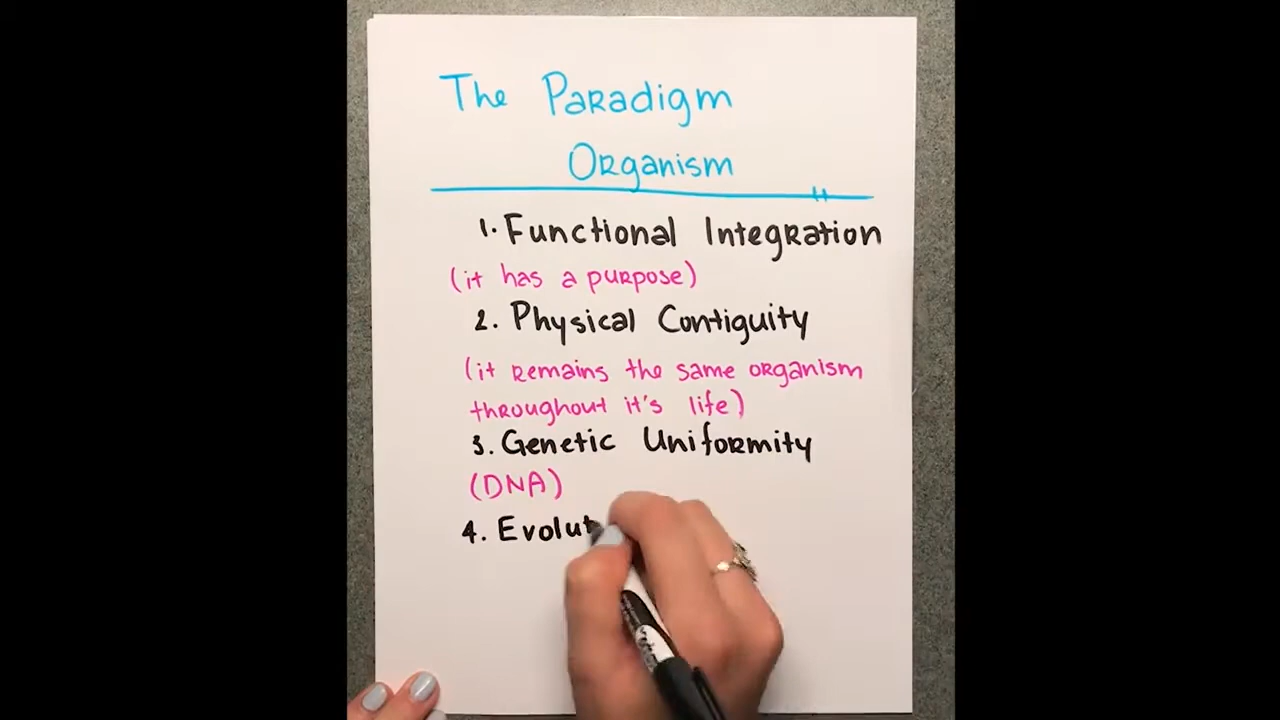 The Paradigm
Organism
1. Functional Integration
(it has a purpose)
2. Physical Contiguity
(it remains the same organism
throughout it's life)
3. Genetic Uniformity
(DNA)
4. Evolut